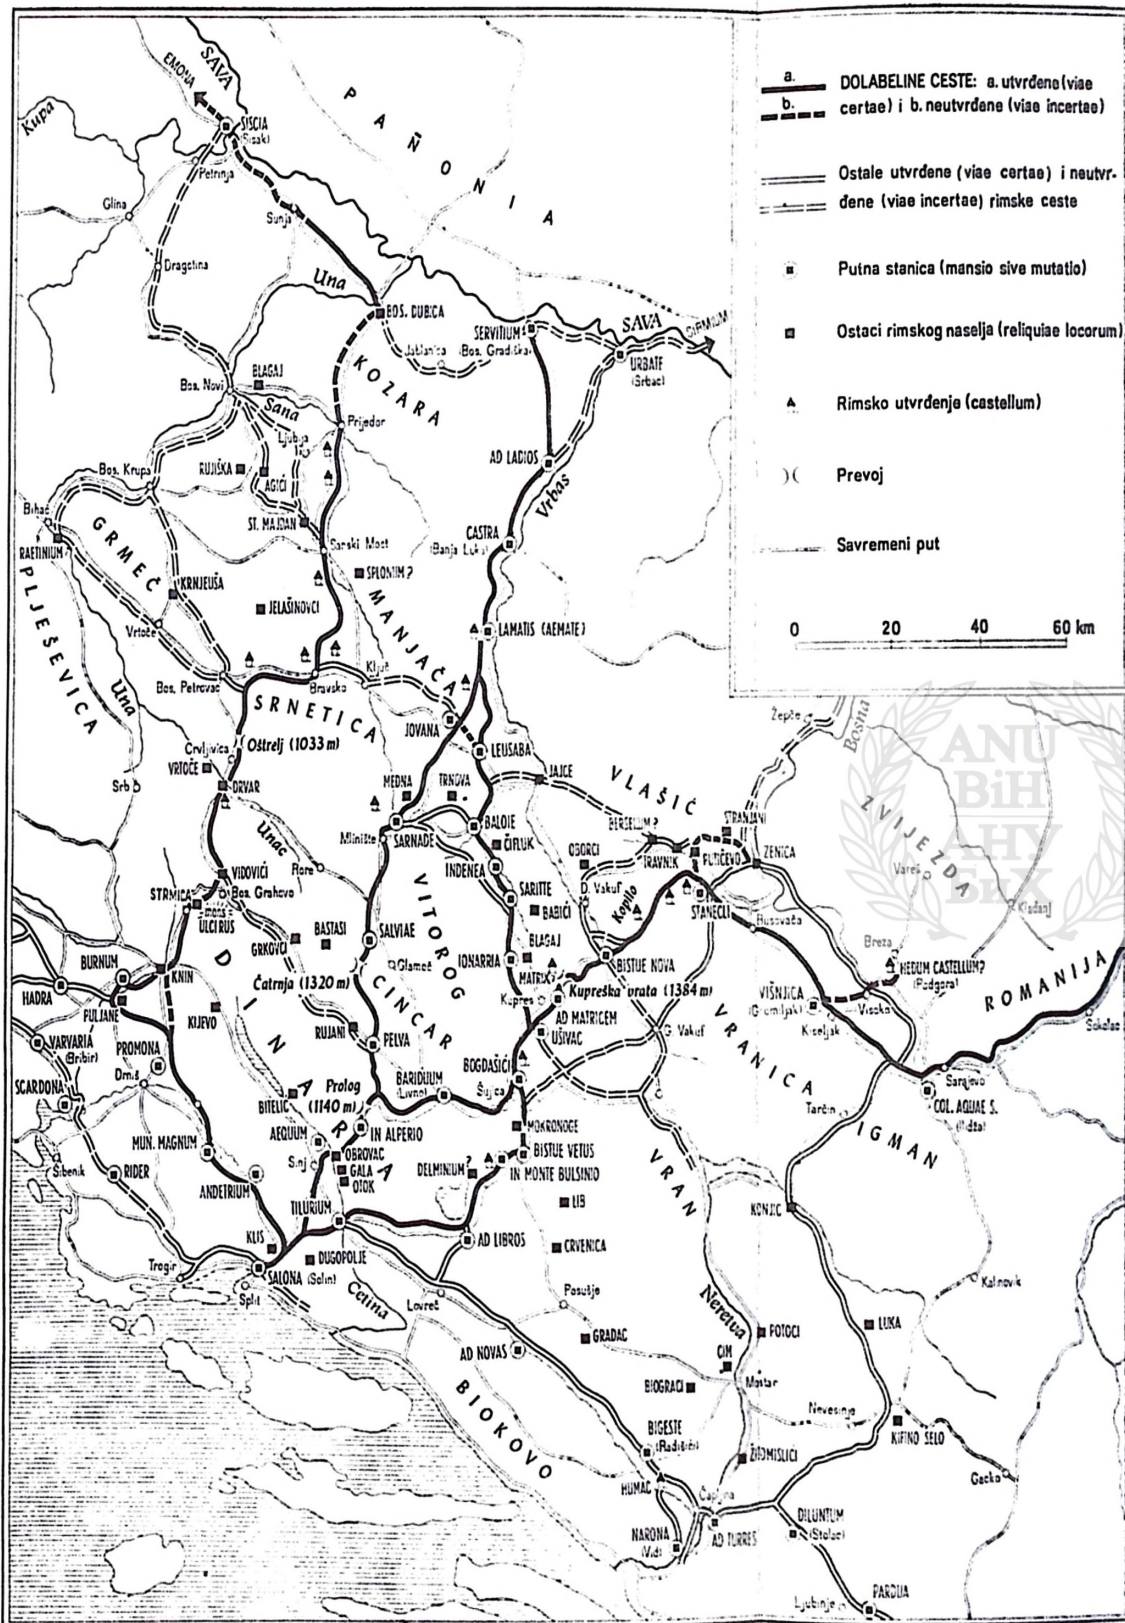 a.
DOLABELINE CESTE: a. utvrđene (viae
b.
certae) i b. neutvrđene (viae incertae)
Ostale utvrđene (viae certae) i neutvr-
đene (viae incertae) rimske ceste
Putna stanica (mansio sive mutatio)
Ostaci rimskog naselja (reliquiae locorum)
Rimsko utvrđenje (castellum)
)( Prevoj
Savremeni put
0 20 40 60 km
EMONA
SAVA
Kupa
SISCIA
(Sisak)
Petrinja
Glina
Sunja
Dragotina
Una
PAÑONIA
BOS. DUBICA
Jablanica
SERVITIUM
(Bos. Gradiška)
SAVA
SIRMIUM
URBATE
(Srbac)
KOZARA
Bos. Novi
BLAGAJ
Sana
Ljubija
Prijedor
AD LADIOS
Vrbas
Bos. Krupa
RUJIŠKA
AGIĆI
ST. MAJDAN
Sanski Most
CASTRA
(Banja Luka)
Bihać
RAETINIUM
GRMEČ
KRNJEUŠA
SPLONUM?
JELAŠINOVCI
MANJAČA
LAMATIS (AEMATE?)
PLJEŠEVICA
Vrtoče
Una
Bos. Petrovac
Bravsko
Ključ
SRNETICA
JOVANA
LEUSABA
Oštrelj (1033 m)
Crvljivica
VRTOČE
DRVAR
Srb
MEDNA
TRNOVA
JAJCE
VLAŠIĆ
Žepče
Bosna
ANU
BiH
АНУ
БиХ
ZVIJEZDA
Mlinište
SARNADE
BALOIE
ČIFLUK
INDENEA
BERSELLUM?
STRANJANI
TRAVNIK
PUTIČEVO
ZENICA
OBORCI
Vareš
Kladanj
Unac
Rore
VIDOVIĆI
Bos. Grahovo
STRMICA
mons
ULCIRUS
VITOROG
SARITTE
BABIĆI
D. Vakuf
Kopilo
STANECLI
Busovača
GRKOVCI
BASTASI
SALVIAE
Glamoč
BLAGAJ
IONARRIA
MATRIX
BISTUE NOVA
Breza
HEDUM CASTELLUM?
(Podgora)
ROMANIJA
BURNUM
KNIN
HADRA
PULJANE
DINARA
Čatrnja (1320 m)
CINCAR
Kupres
Kupreška vrata (1384 m)
VIŠNJICA
(Gromiljak)
Visoko
Kiseljak
Sokolac
KIJEVO
RUJANI
PELVA
AD MATRICEM
UŠIVAC
G. Vakuf
VRANICA
VARVARIA
(Bribir)
PROMONA
Drniš
SCARDONA
Prolog
(1140 m)
BARIDUUM
(Livno)
BOGDAŠIĆI
Šujica
Sarajevo
COL. AQUAE S.
(Ilidža)
BITELIĆ
IN ALPERIO
Tarčin
IGMAN
Šibenik
MUN. MAGNUM
AEQUUM
Sinj
OBROVAC
GALA
OTOK
MOKRONOGE
BISTUE VETUS
IN MONTE BULSINIO
DELMINIUM?
VRAN
RIDER
ANDETRIUM
TILURIUM
LIB
KONJIC
KLIS
AD LIBROS
CRVENICA
Trogir
SALONA (Solin)
DUGOPOLJE
Split
Cetina
Lovreč
Posušje
Neretva
Kalinovik
AD NOVAS
GRADAC
POTOCI
LUKA
CIM
Mostar
BIOGRACI
BIOKOVO
Nevesinje
KIFINO SELO
BIGESTE
(Radišići)
ŽITOMISLIĆI
Gacko
HUMAC
Čapljina
NARONA
(Vid)
AD TURRES
DILUNTUM
(Stolac)
Ljubinje
PARDUA